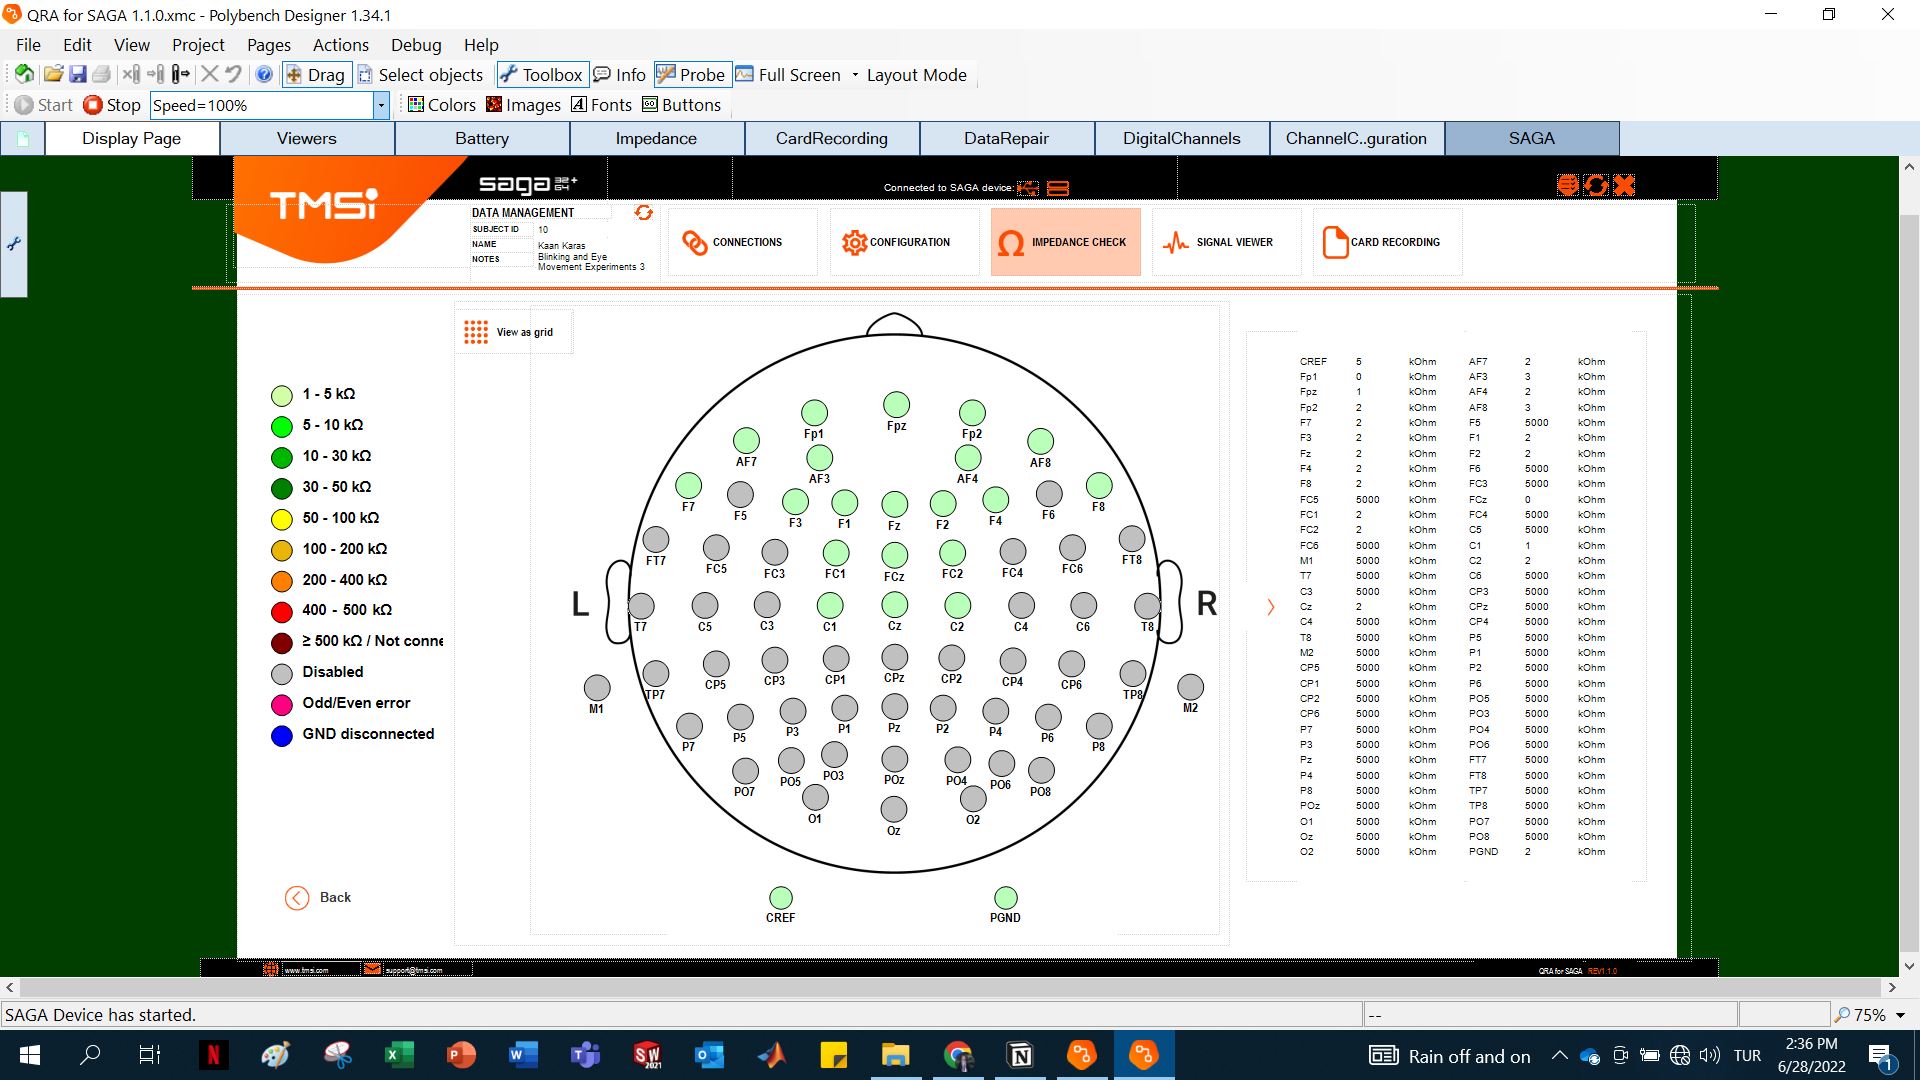 QRA for SAGA 1.1.0.xmc - Polybench Designer 1.34.1
File Edit View Project Pages Actions Debug Help
Drag Select objects Toolbox Info Probe Full Screen Layout Mode
Start Stop Speed=100% Colors Images Fonts Buttons
Display Page Viewers Battery Impedance CardRecording DataRepair DigitalChannels ChannelC..guration SAGA
TMSi saga 32+ 64+ Connected to SAGA device:
DATA MANAGEMENT
SUBJECT ID 10
NAME Kaan Karas
NOTES Blinking and Eye
Movement Experiments 3
CONNECTIONS CONFIGURATION IMPEDANCE CHECK SIGNAL VIEWER CARD RECORDING
View as grid
1 - 5 kΩ
5 - 10 kΩ
10 - 30 kΩ
30 - 50 kΩ
50 - 100 kΩ
100 - 200 kΩ
200 - 400 kΩ
400 - 500 kΩ
≥ 500 kΩ / Not conne
Disabled
Odd/Even error
GND disconnected
Back
Fp1 Fpz Fp2
AF7 AF3 AF4 AF8
F7 F5 F3 F1 Fz F2 F4 F6 F8
FT7 FC5 FC3 FC1 FCz FC2 FC4 FC6 FT8
L R
T7 C5 C3 C1 Cz C2 C4 C6 T8
TP7 CP5 CP3 CP1 CPz CP2 CP4 CP6 TP8
M1 M2
P7 P5 P3 P1 Pz P2 P4 P6 P8
PO7 PO5 PO3 POz PO4 PO6 PO8
O1 Oz O2
CREF PGND
CREF 5 kOhm AF7 2 kOhm
Fp1 0 kOhm AF3 3 kOhm
Fpz 1 kOhm AF4 2 kOhm
Fp2 2 kOhm AF8 3 kOhm
F7 2 kOhm F5 5000 kOhm
F3 2 kOhm F1 2 kOhm
Fz 2 kOhm F2 2 kOhm
F4 2 kOhm F6 5000 kOhm
F8 2 kOhm FC3 5000 kOhm
FC5 5000 kOhm FCz 0 kOhm
FC1 2 kOhm FC4 5000 kOhm
FC2 2 kOhm C5 5000 kOhm
FC6 5000 kOhm C1 1 kOhm
M1 5000 kOhm C2 2 kOhm
T7 5000 kOhm C6 5000 kOhm
C3 5000 kOhm CP3 5000 kOhm
Cz 2 kOhm CPz 5000 kOhm
C4 5000 kOhm CP4 5000 kOhm
T8 5000 kOhm P5 5000 kOhm
M2 5000 kOhm P1 5000 kOhm
CP5 5000 kOhm P2 5000 kOhm
CP1 5000 kOhm P6 5000 kOhm
CP2 5000 kOhm PO5 5000 kOhm
CP6 5000 kOhm PO3 5000 kOhm
P7 5000 kOhm PO4 5000 kOhm
P3 5000 kOhm PO6 5000 kOhm
Pz 5000 kOhm FT7 5000 kOhm
P4 5000 kOhm FT8 5000 kOhm
P8 5000 kOhm TP7 5000 kOhm
POz 5000 kOhm TP8 5000 kOhm
O1 5000 kOhm PO7 5000 kOhm
Oz 5000 kOhm PO8 5000 kOhm
O2 5000 kOhm PGND 2 kOhm
www.tmsi.com support@tmsi.com QRA for SAGA REV1.1.0
SAGA Device has started. -- 75%
Rain off and on TUR 2:36 PM
6/28/2022
1